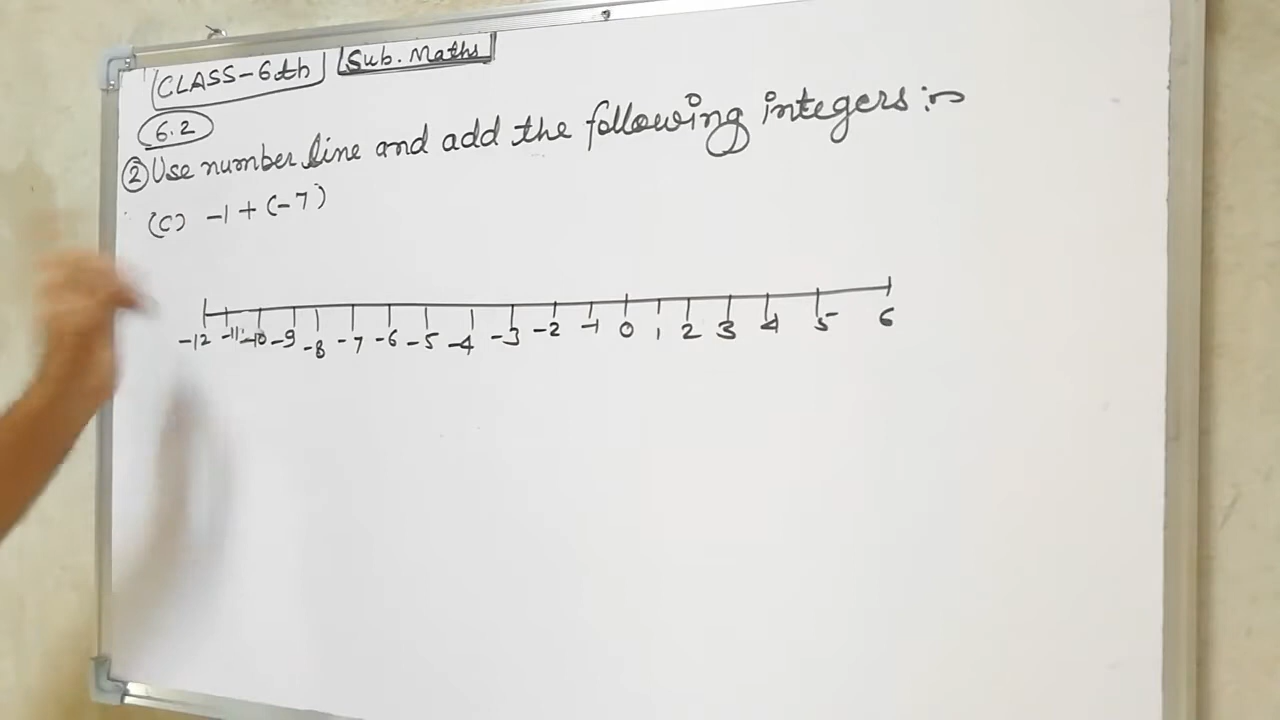 CLASS-6th Sub. Maths
6.2
② Use number line and add the following integers :-
(c) -1 + (-7)
-12 -11 -10 -9 -8 -7 -6 -5 -4 -3 -2 -1 0 1 2 3 4 5 6